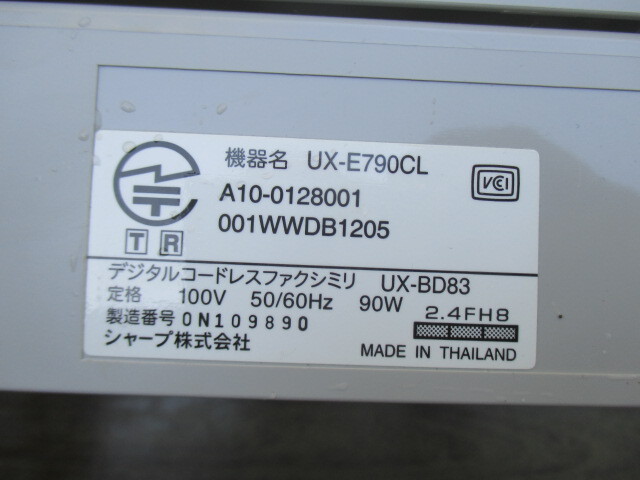 機器名 UX-E790CL
VCI
A10-0128001
001WWDB1205
T R
デジタルコードレスファクシミリ UX-BD83
定格 100V 50/60Hz 90W 2.4FH8
製造番号 0N109890
シャープ株式会社 MADE IN THAILAND